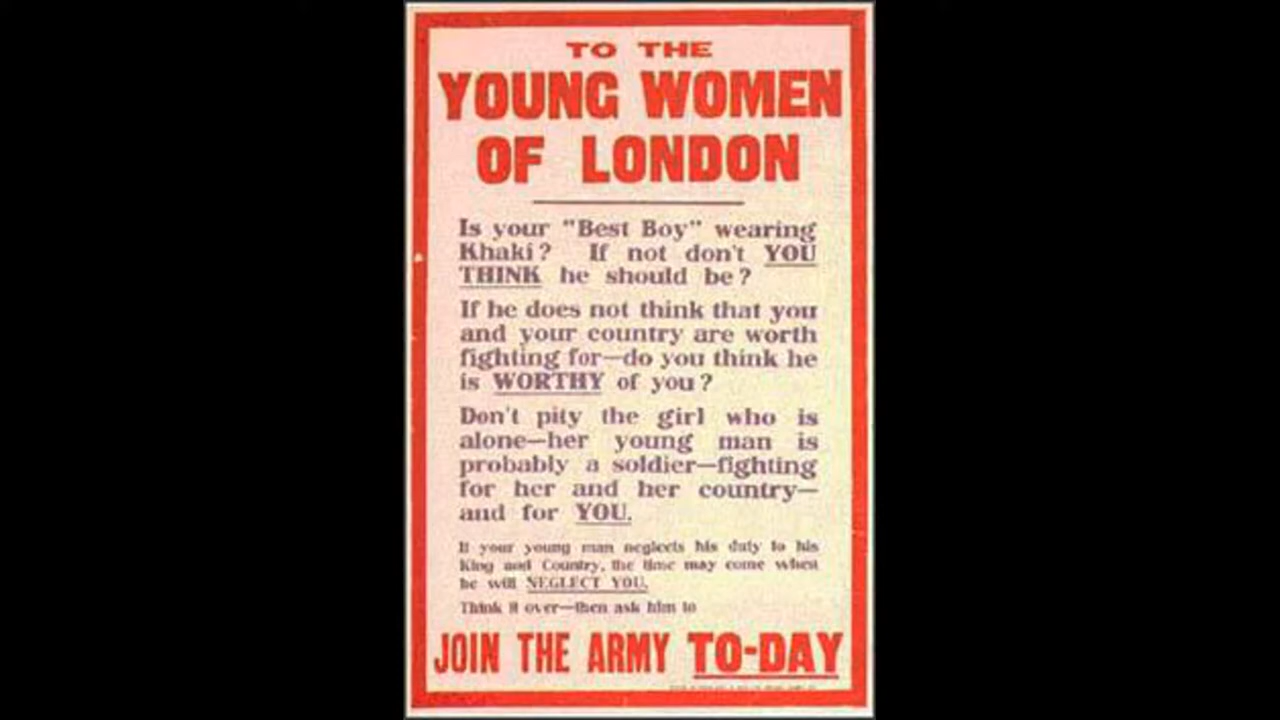 TO THE
YOUNG WOMEN
OF LONDON
Is your "Best Boy" wearing
Khaki? If not don't YOU
THINK he should be?
If he does not think that you
and your country are worth
fighting for—do you think he
is WORTHY of you?
Don't pity the girl who is
alone—her young man is
probably a soldier—fighting
for her and her country—
and for YOU.
If your young man neglects his duty to his
King and Country, the time may come when
he will NEGLECT YOU.
Think it over—then ask him to
JOIN THE ARMY TO-DAY